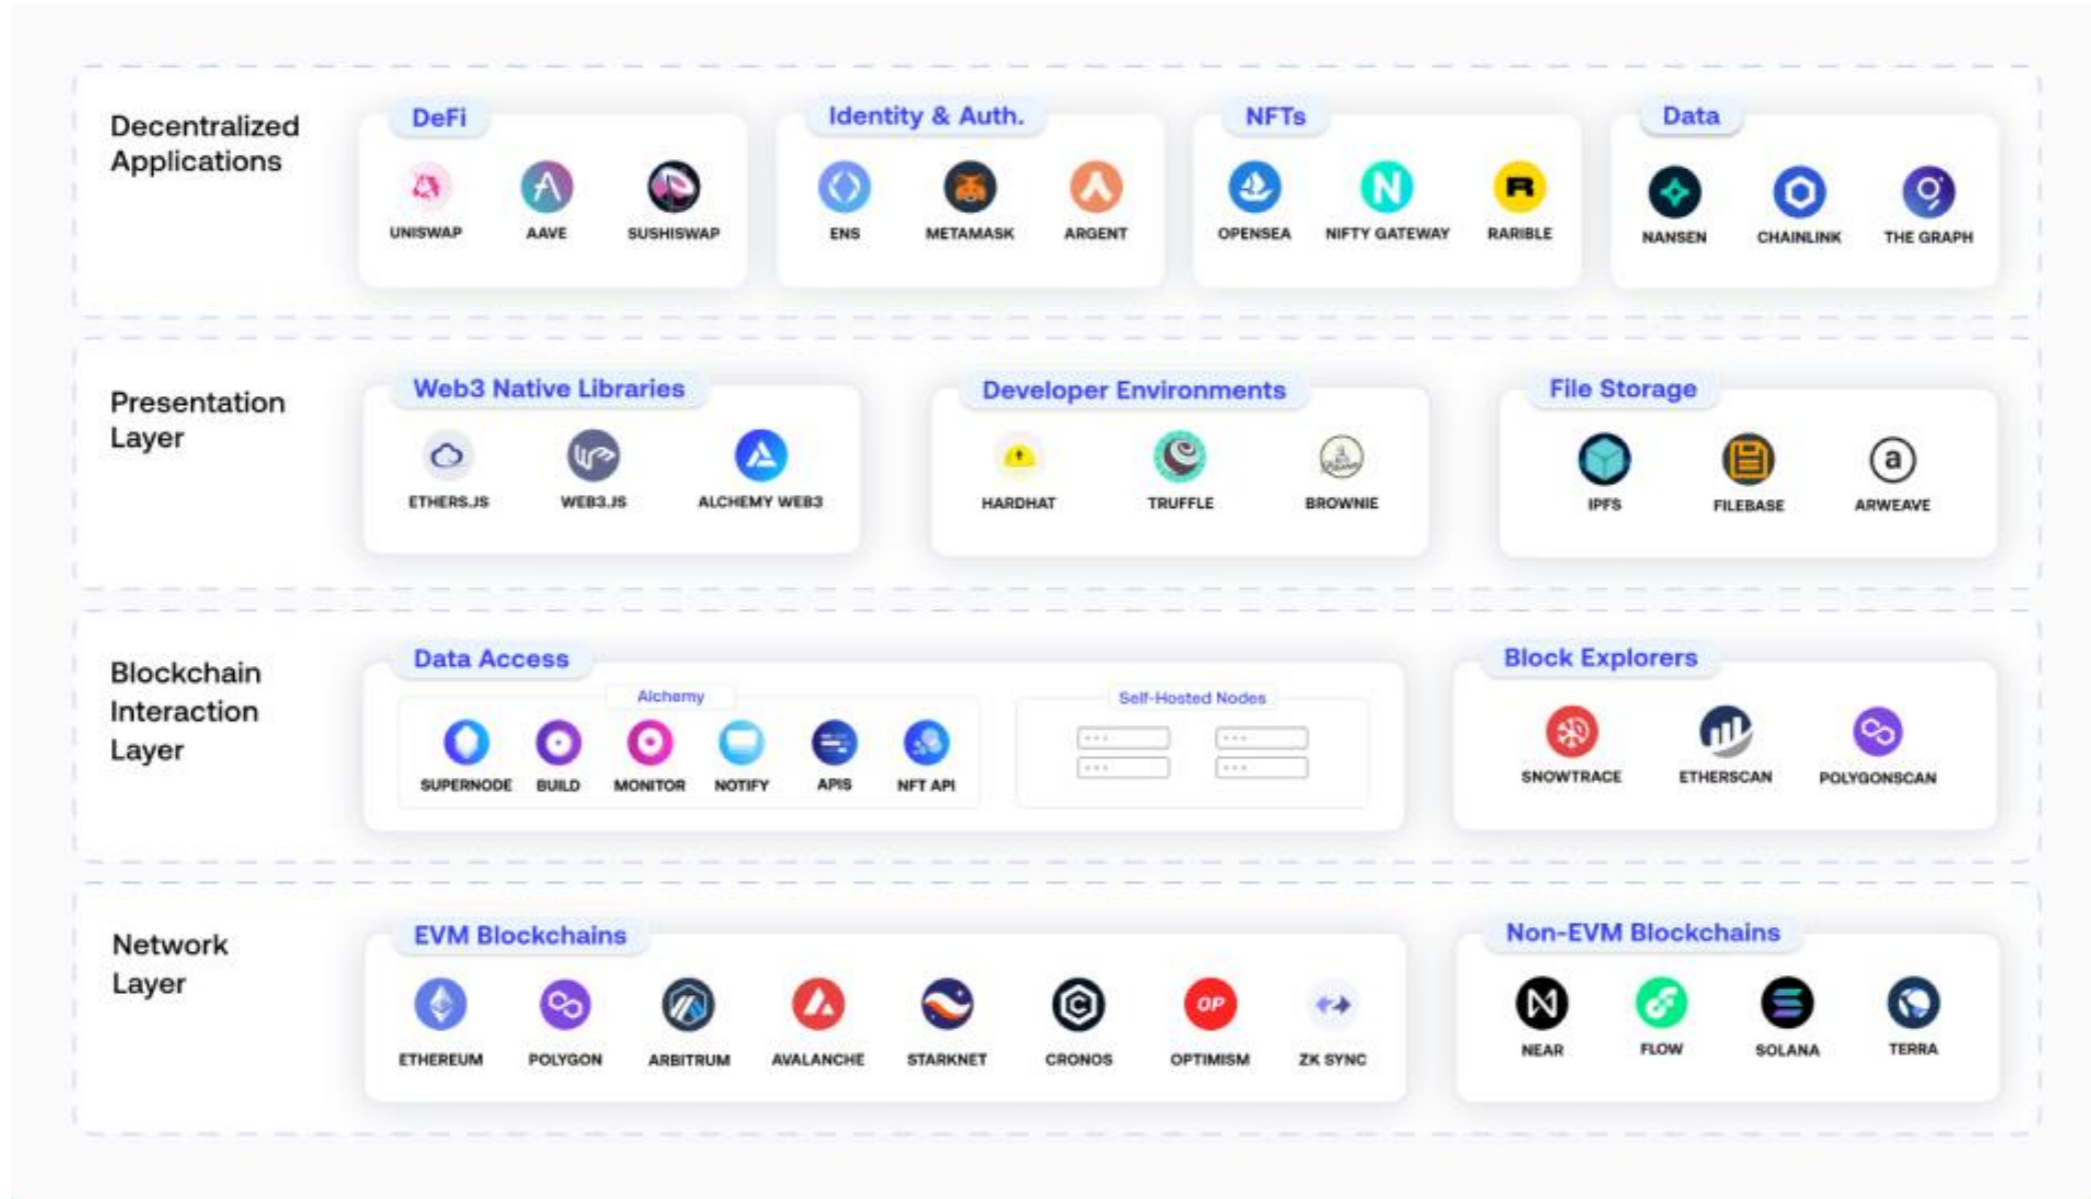 Decentralized
Applications
DeFi
UNISWAP
AAVE
SUSHISWAP
Identity & Auth.
ENS
METAMASK
ARGENT
NFTs
OPENSEA
NIFTY GATEWAY
RARIBLE
Data
NANSEN
CHAINLINK
THE GRAPH
Presentation
Layer
Web3 Native Libraries
ETHERS.JS
WEB3.JS
ALCHEMY WEB3
Developer Environments
HARDHAT
TRUFFLE
BROWNIE
File Storage
IPFS
FILEBASE
a
ARWEAVE
Blockchain
Interaction
Layer
Data Access
Alchemy
SUPERNODE
BUILD
MONITOR
NOTIFY
APIS
NFT API
Self-Hosted Nodes
Block Explorers
SNOWTRACE
ETHERSCAN
POLYGONSCAN
Network
Layer
EVM Blockchains
ETHEREUM
POLYGON
ARBITRUM
AVALANCHE
STARKNET
CRONOS
OP
OPTIMISM
ZK SYNC
Non-EVM Blockchains
NEAR
FLOW
SOLANA
TERRA